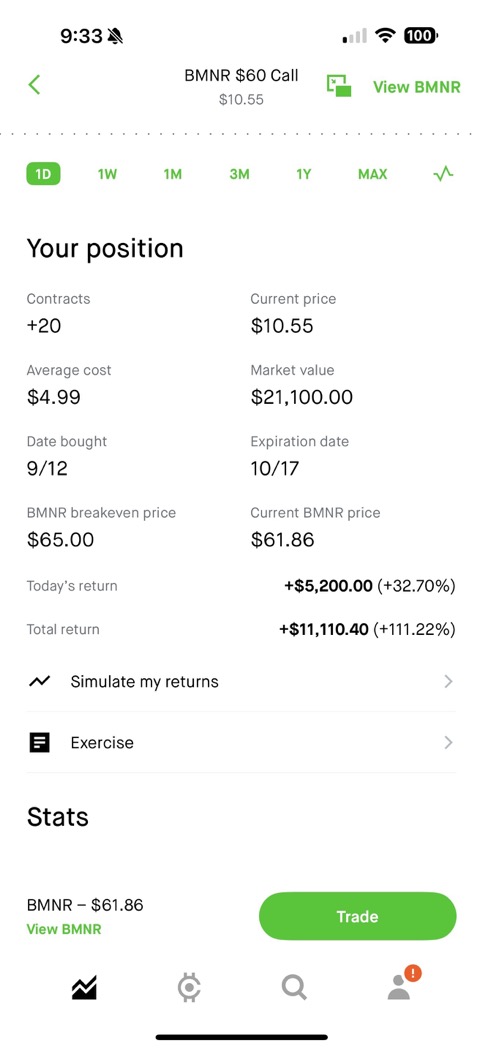 9:33
100
BMNR $60 Call
$10.55
View BMNR
1D 1W 1M 3M 1Y MAX
Your position
Contracts Current price
+20 $10.55
Average cost Market value
$4.99 $21,100.00
Date bought Expiration date
9/12 10/17
BMNR breakeven price Current BMNR price
$65.00 $61.86
Today's return +$5,200.00 (+32.70%)
Total return +$11,110.40 (+111.22%)
Simulate my returns
Exercise
Stats
BMNR – $61.86
View BMNR
Trade
!